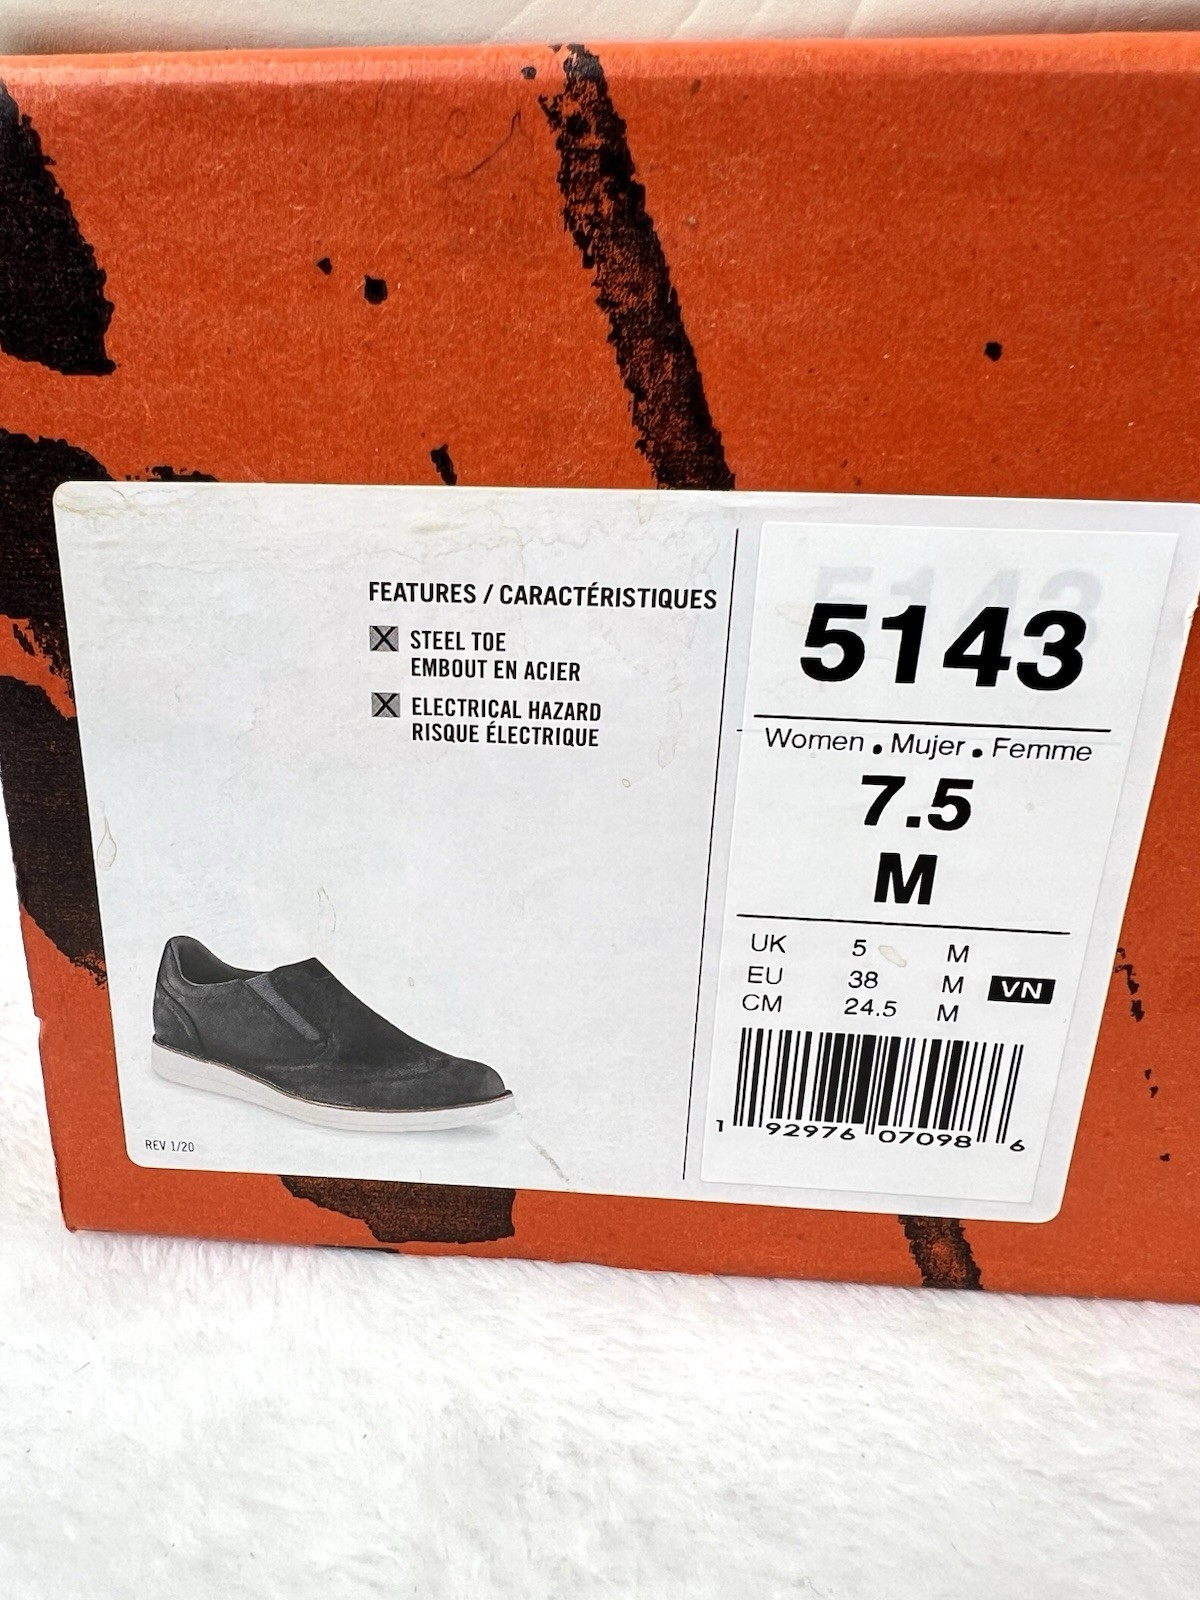 FEATURES / CARACTÉRISTIQUES
STEEL TOE
EMBOUT EN ACIER
ELECTRICAL HAZARD
RISQUE ÉLECTRIQUE
REV 1/20
5143
5143
Women • Mujer • Femme
7.5
M
UK 5 M
EU 38 M
CM 24.5 M
VN
1 92976 07098 6